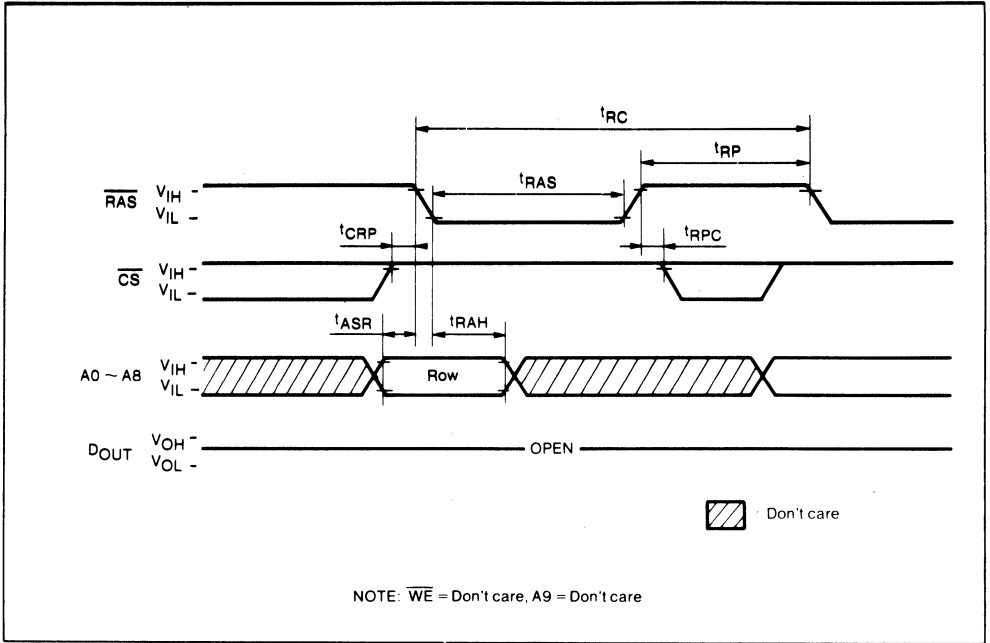 tRC
tRP
tRAS
RAS VIH –
VIL –
tCRP
tRPC
CS VIH –
VIL –
tASR
tRAH
A0 ~ A8 VIH –
VIL –
Row
DOUT VOH –
VOL –
OPEN
Don't care
NOTE: WE = Don't care, A9 = Don't care